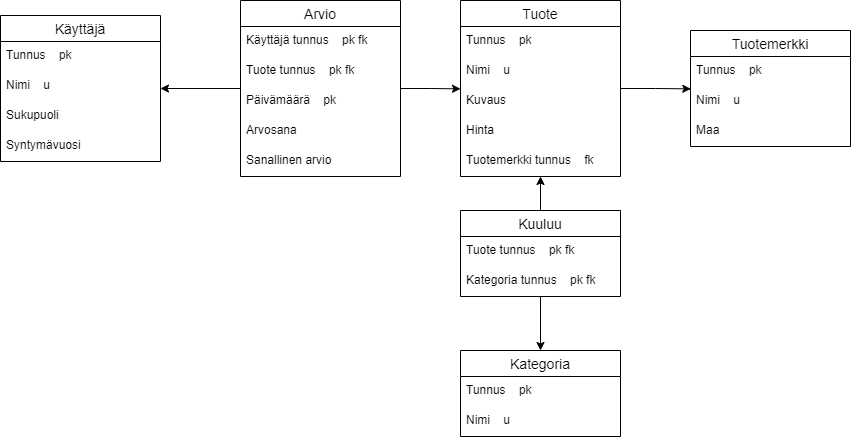 Käyttäjä
Tunnus pk
Nimi u
Sukupuoli
Syntymävuosi
Arvio
Käyttäjä tunnus pk fk
Tuote tunnus pk fk
Päivämäärä pk
Arvosana
Sanallinen arvio
Tuote
Tunnus pk
Nimi u
Kuvaus
Hinta
Tuotemerkki tunnus fk
Tuotemerkki
Tunnus pk
Nimi u
Maa
Kuuluu
Tuote tunnus pk fk
Kategoria tunnus pk fk
Kategoria
Tunnus pk
Nimi u